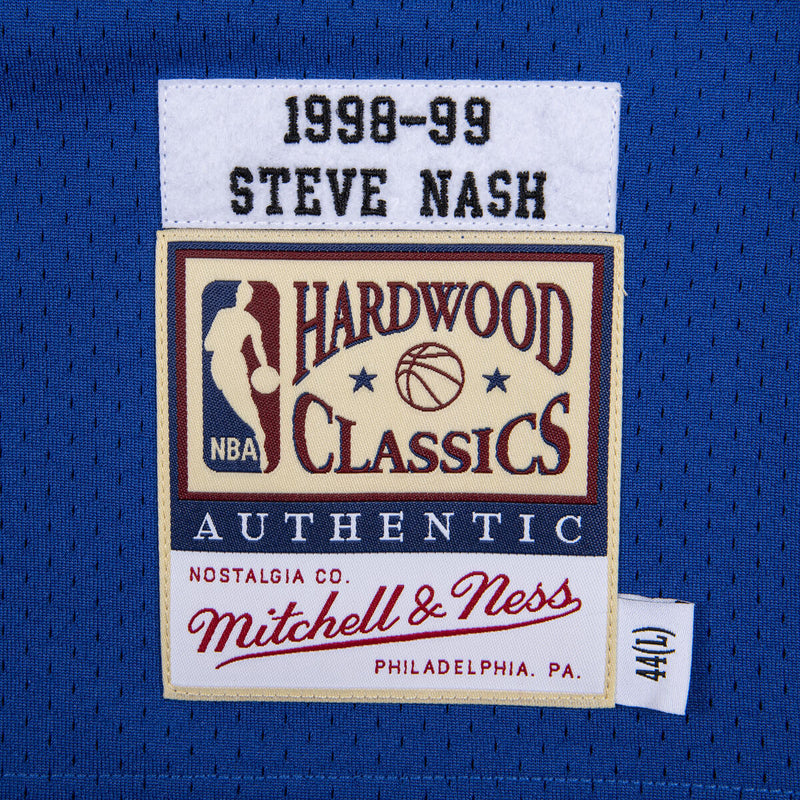 1998-99
STEVE NASH
HARDWOOD
CLASSICS
NBA
AUTHENTIC
NOSTALGIA CO.
Mitchell & Ness
PHILADELPHIA. PA.
44(L)